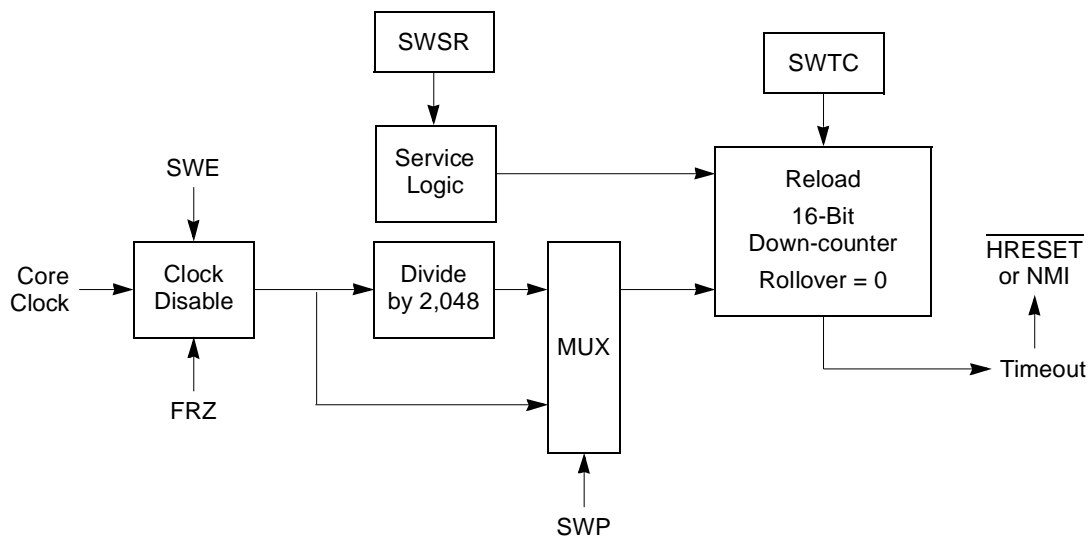 SWSR
SWTC
Service
Logic
Reload
16-Bit
Down-counter
Rollover = 0
SWE
HRESET
or NMI
Core
Clock
Clock
Disable
Divide
by 2,048
MUX
Timeout
FRZ
SWP